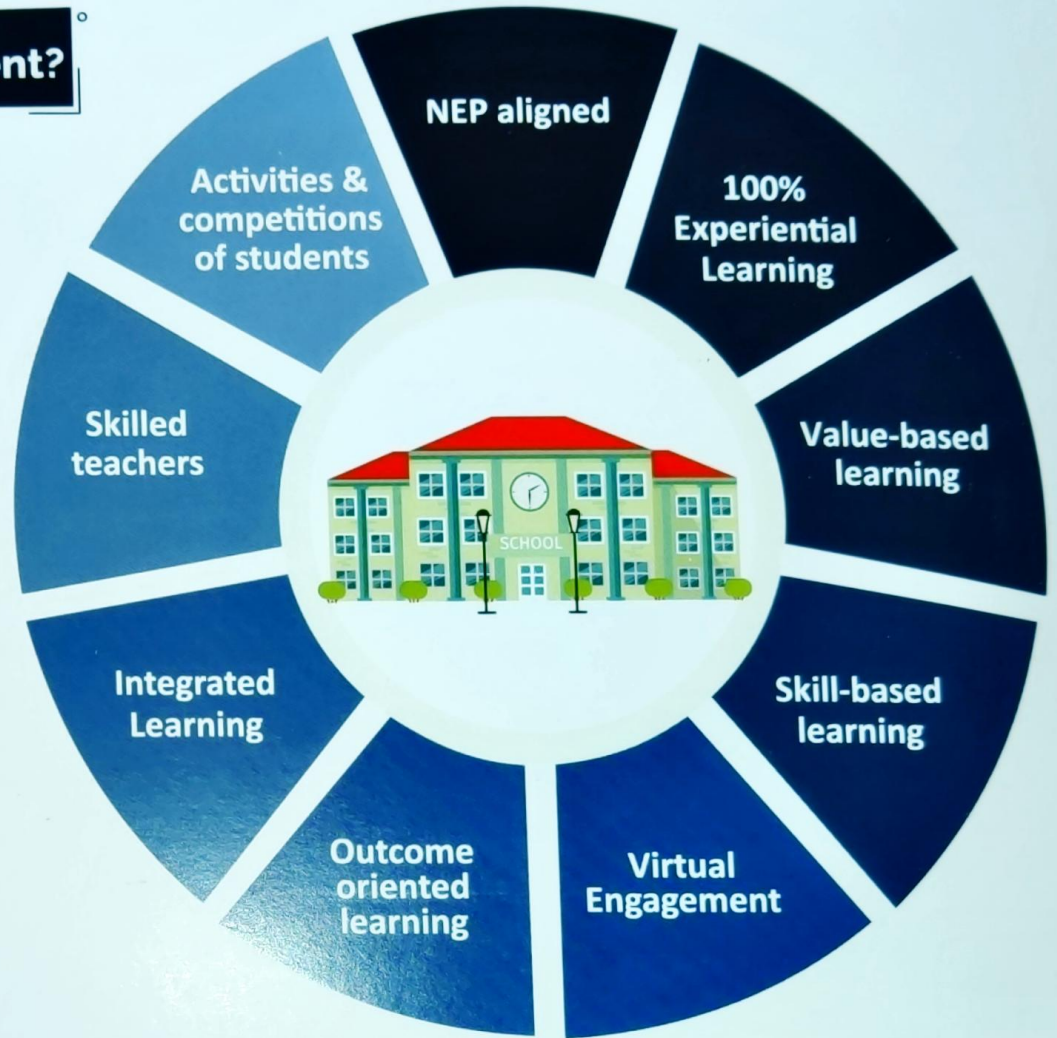 nt?
NEP aligned
100%
Experiential
Learning
Value-based
learning
Skill-based
learning
Virtual
Engagement
Outcome
oriented
learning
Integrated
Learning
Skilled
teachers
Activities &
competitions
of students
SCHOOL